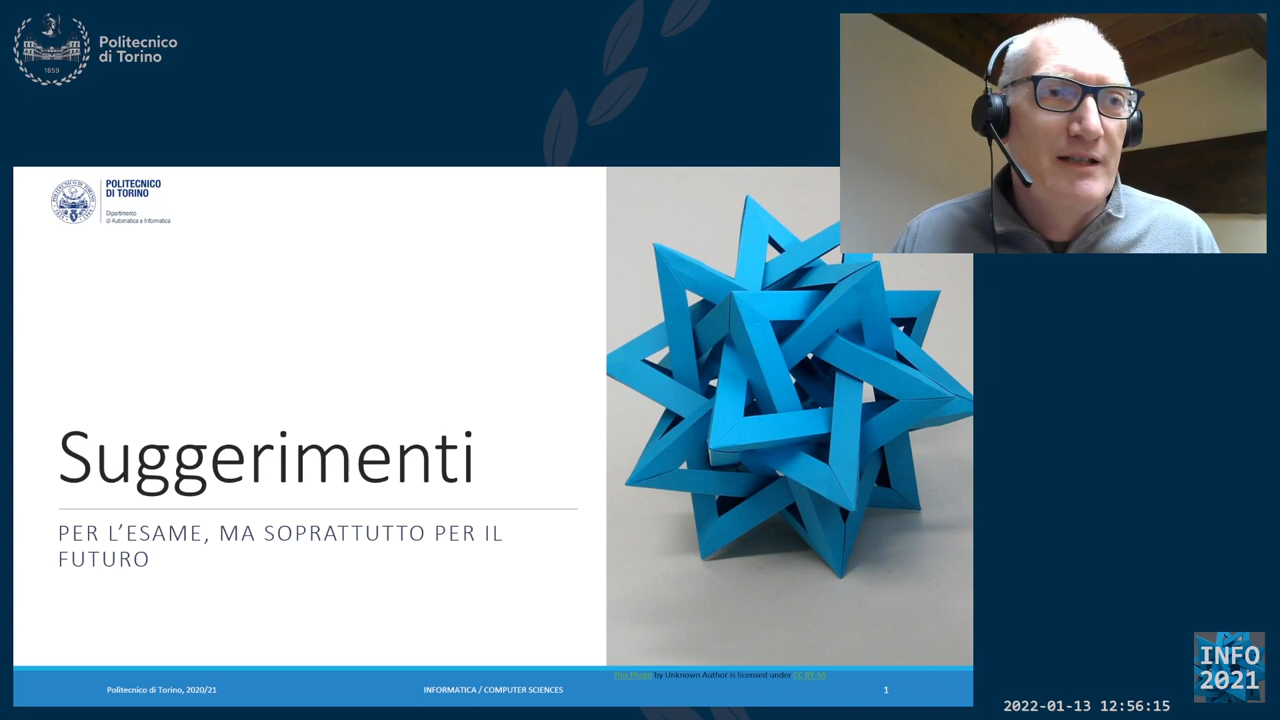 Politecnico
di Torino
1859
POLITECNICO
DI TORINO
Dipartimento
di Automatica e Informatica
Suggerimenti
PER L'ESAME, MA SOPRATTUTTO PER IL
FUTURO
This Photo by Unknown Author is licensed under CC BY-SA
Politecnico di Torino, 2020/21
INFORMATICA / COMPUTER SCIENCES
1
INFO
2021
2022-01-13 12:56:15